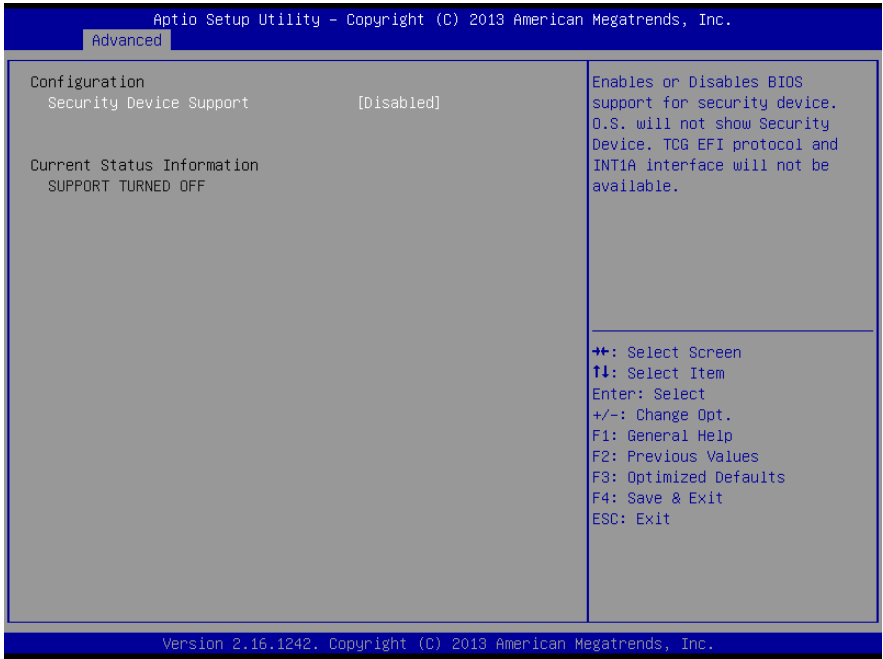 Aptio Setup Utility – Copyright (C) 2013 American Megatrends, Inc.
Advanced
Configuration
Security Device Support [Disabled]
Current Status Information
SUPPORT TURNED OFF
Enables or Disables BIOS
support for security device.
O.S. will not show Security
Device. TCG EFI protocol and
INT1A interface will not be
available.
→←: Select Screen
↑↓: Select Item
Enter: Select
+/-: Change Opt.
F1: General Help
F2: Previous Values
F3: Optimized Defaults
F4: Save & Exit
ESC: Exit
Version 2.16.1242. Copyright (C) 2013 American Megatrends, Inc.